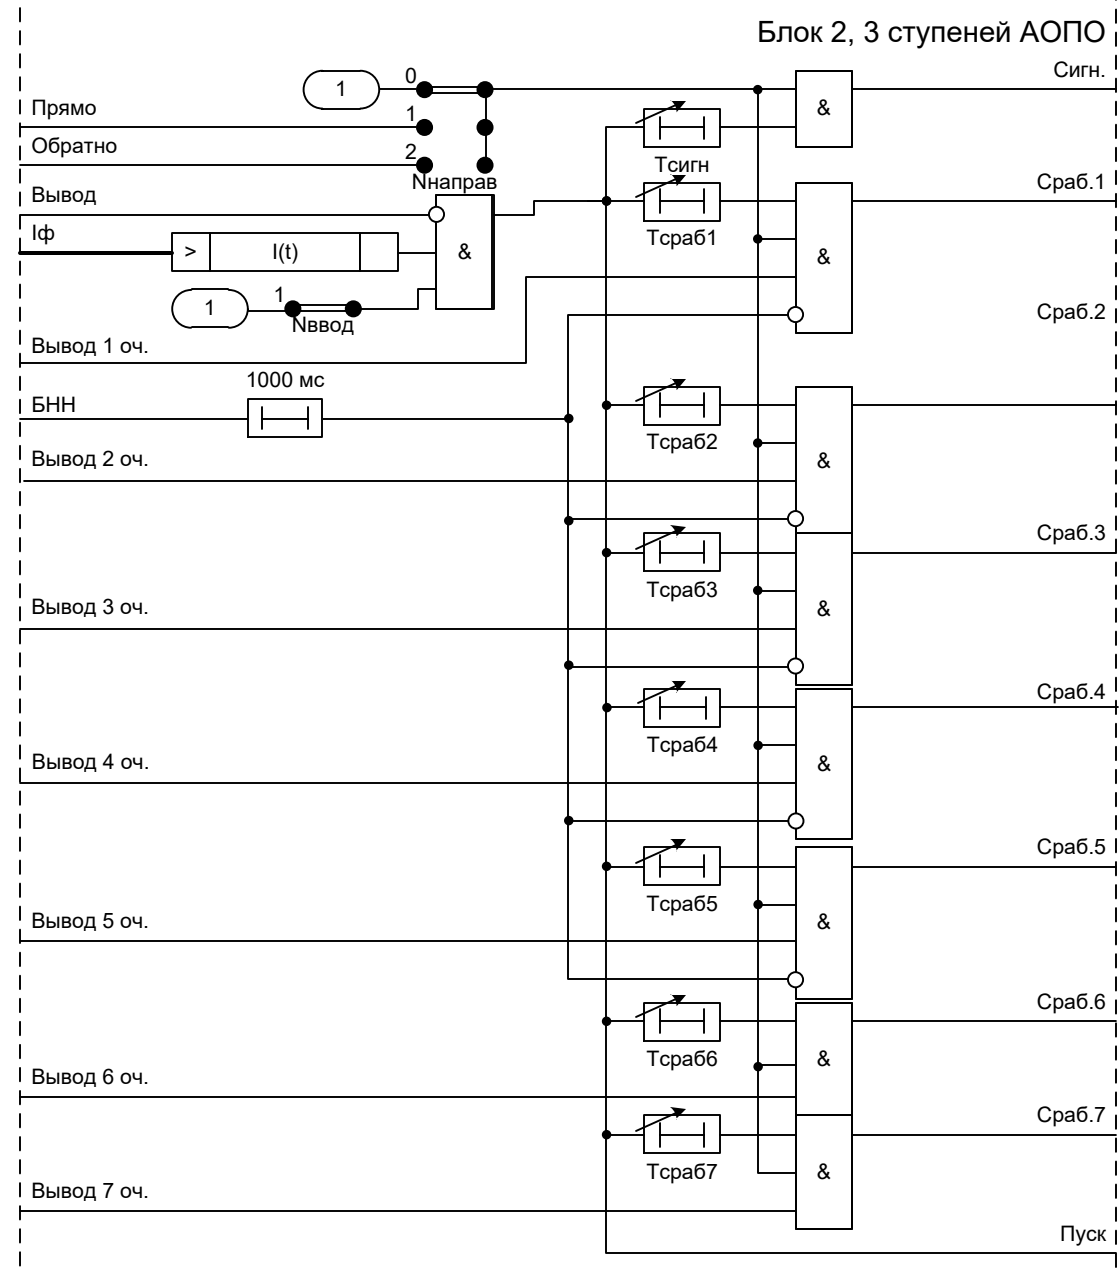 Блок 2, 3 ступеней АОПО
Сигн.
1
0
Прямо
1
&
Обратно
2
Тсигн
Nнаправ
Сраб.1
Вывод
Iф
Тсраб1
>
I(t)
&
&
1
1
Nввод
Сраб.2
Вывод 1 оч.
1000 мс
БНН
Тсраб2
Вывод 2 оч.
&
Сраб.3
Тсраб3
Вывод 3 оч.
&
Сраб.4
Тсраб4
Вывод 4 оч.
&
Сраб.5
Тсраб5
Вывод 5 оч.
&
Сраб.6
Тсраб6
&
Вывод 6 оч.
Сраб.7
Тсраб7
&
Вывод 7 оч.
Пуск